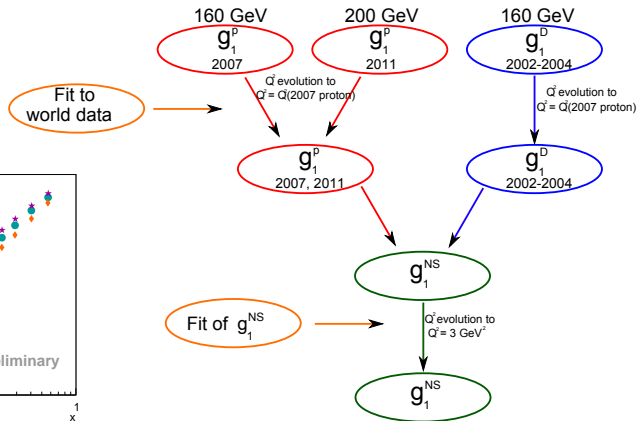 160 GeV 200 GeV 160 GeV
g₁ᵖ g₁ᵖ g₁ᴰ
2007 2011 2002-2004
Q² evolution to
Q² = Q²(2007 proton)
Q² evolution to
Q² = Q²(2007 proton)
Fit to
world data
g₁ᵖ
2007, 2011
g₁ᴰ
2002-2004
g₁ᴺˢ
Fit of g₁ᴺˢ
Q² evolution to
Q² = 3 GeV²
eliminary
1
x
g₁ᴺˢ